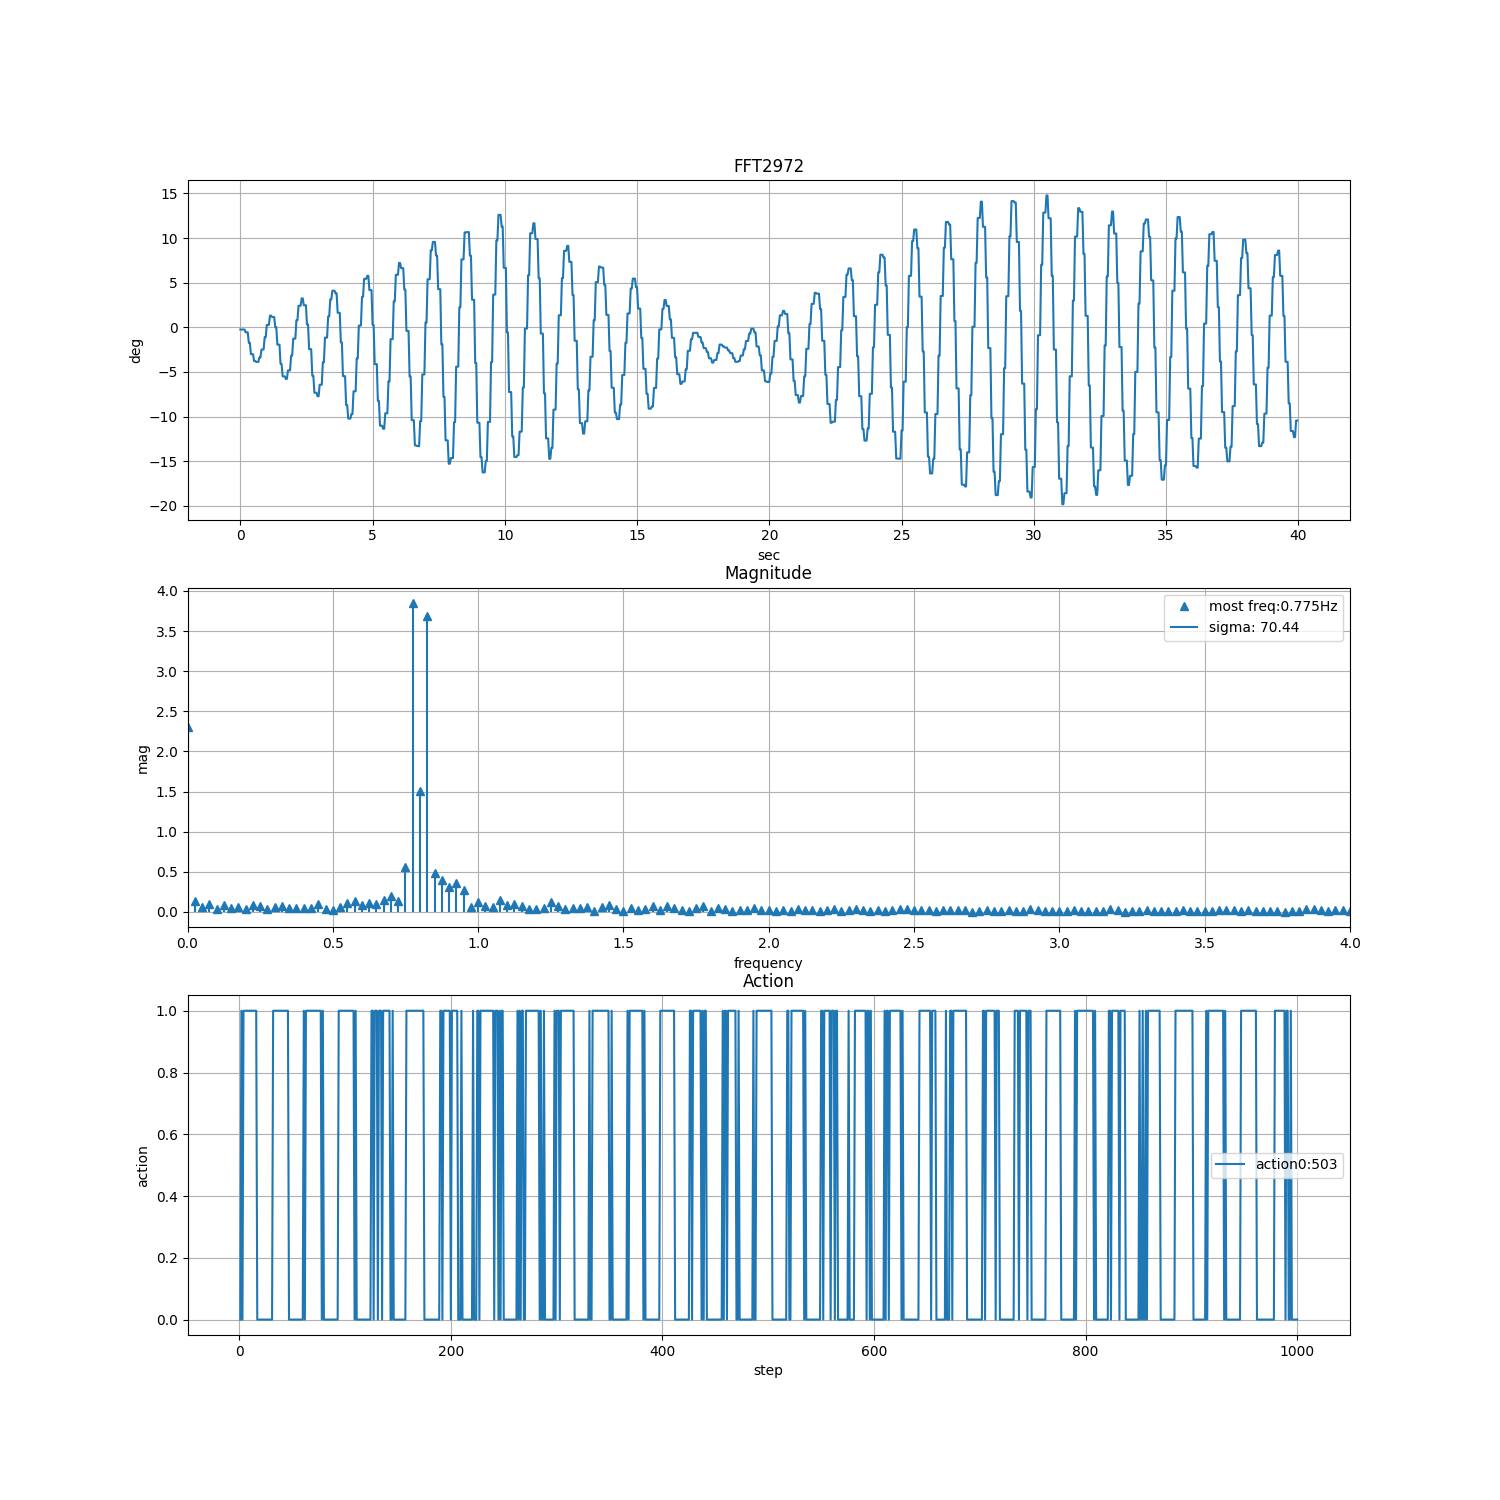 FFT2972
15
10
5
0
−5
−10
−15
−20
deg
0 5 10 15 20 25 30 35 40
sec
Magnitude
4.0
3.5
3.0
2.5
2.0
1.5
1.0
0.5
0.0
mag
most freq:0.775Hz
sigma: 70.44
0.0 0.5 1.0 1.5 2.0 2.5 3.0 3.5 4.0
frequency
Action
1.0
0.8
0.6
0.4
0.2
0.0
action
action0:503
0 200 400 600 800 1000
step